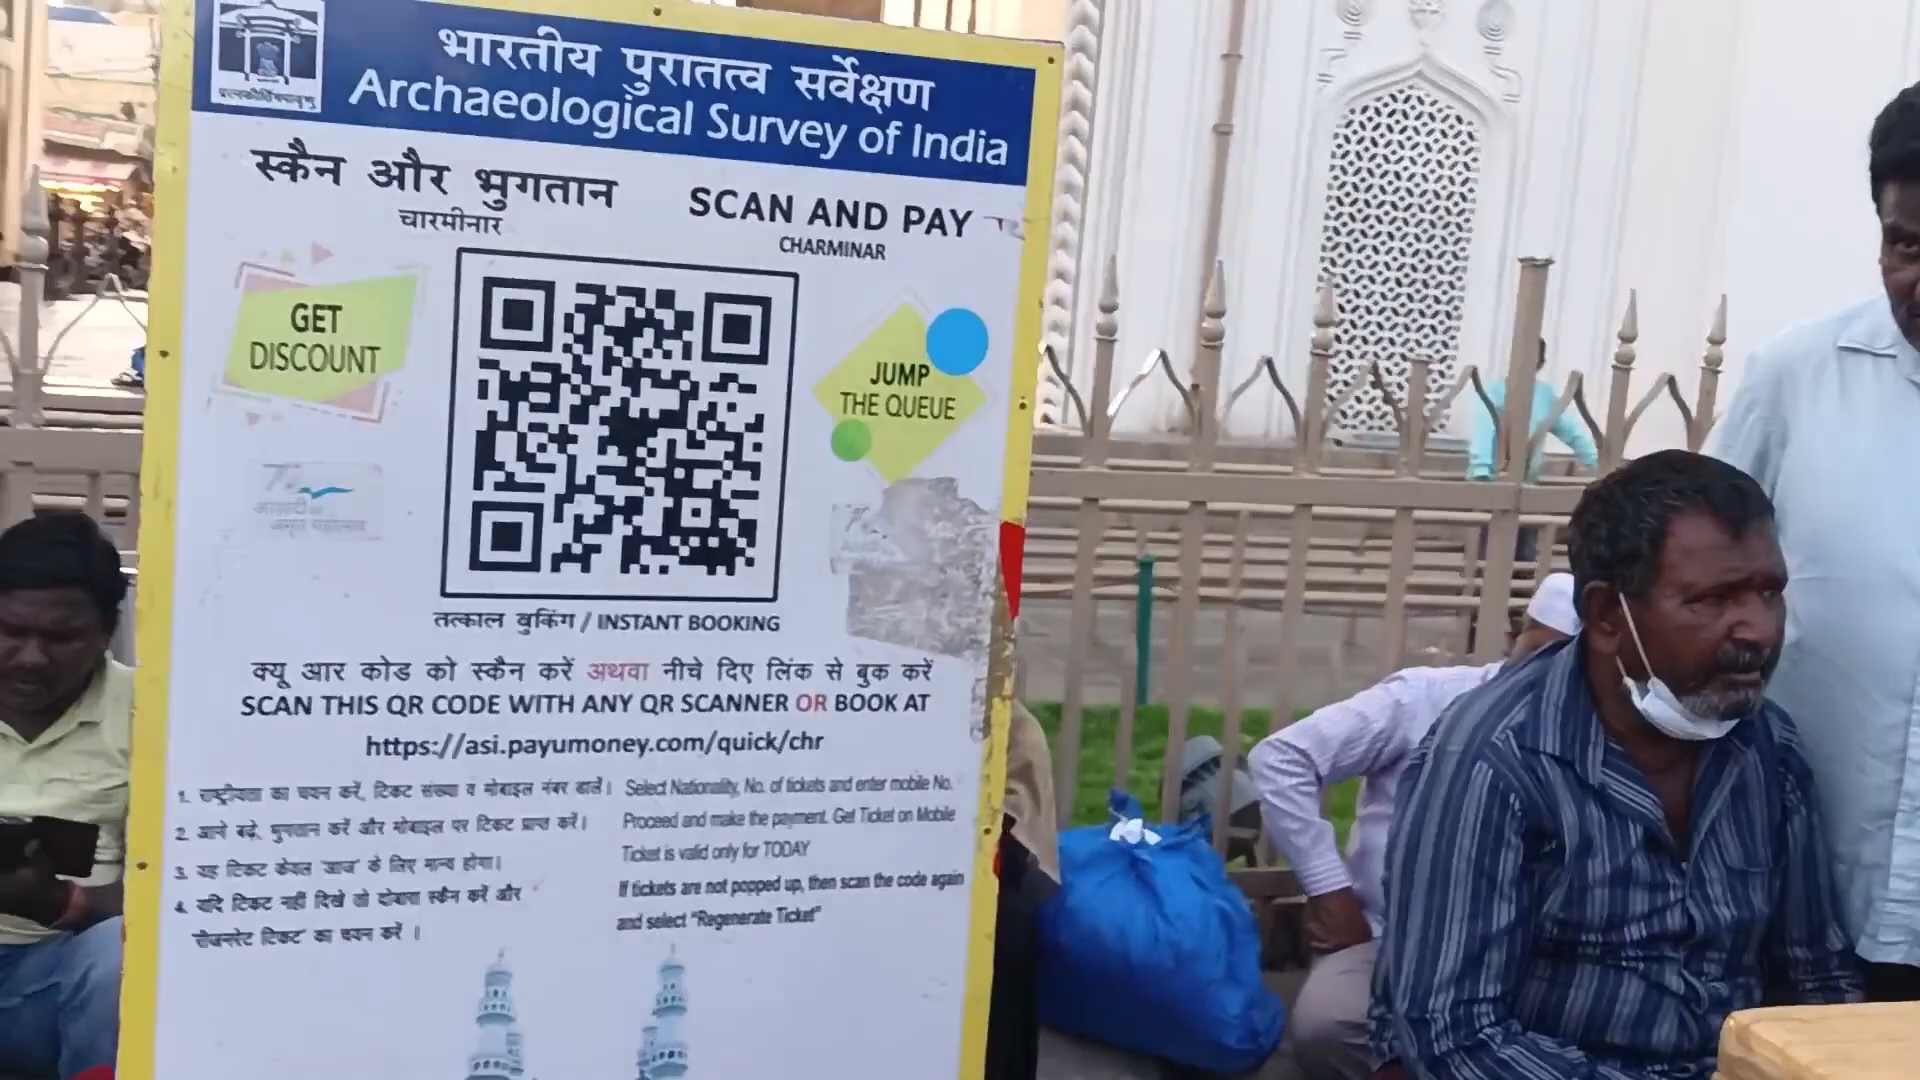 भारतीय पुरातत्व सर्वेक्षण
Archaeological Survey of India
स्कैन और भुगतान
चारमीनार
SCAN AND PAY
CHARMINAR
GET
DISCOUNT
JUMP
THE QUEUE
तत्काल बुकिंग / INSTANT BOOKING
क्यू आर कोड को स्कैन करें अथवा नीचे दिए लिंक से बुक करें
SCAN THIS QR CODE WITH ANY QR SCANNER OR BOOK AT
https://asi.payumoney.com/quick/chr
1. राष्ट्रीयता का चयन करें, टिकट संख्या व मोबाइल नंबर डालें।
2. आगे बढ़ें, भुगतान करें और मोबाइल पर टिकट प्राप्त करें।
3. यह टिकट केवल 'आज' के लिए मान्य होगा।
4. यदि टिकट नहीं दिखे तो दोबारा स्कैन करें और
'रीजनरेट टिकट' का चयन करें ।
Select Nationality, No. of tickets and enter mobile No.
Proceed and make the payment. Get Ticket on Mobile
Ticket is valid only for TODAY
If tickets are not popped up, then scan the code again
and select "Regenerate Ticket"